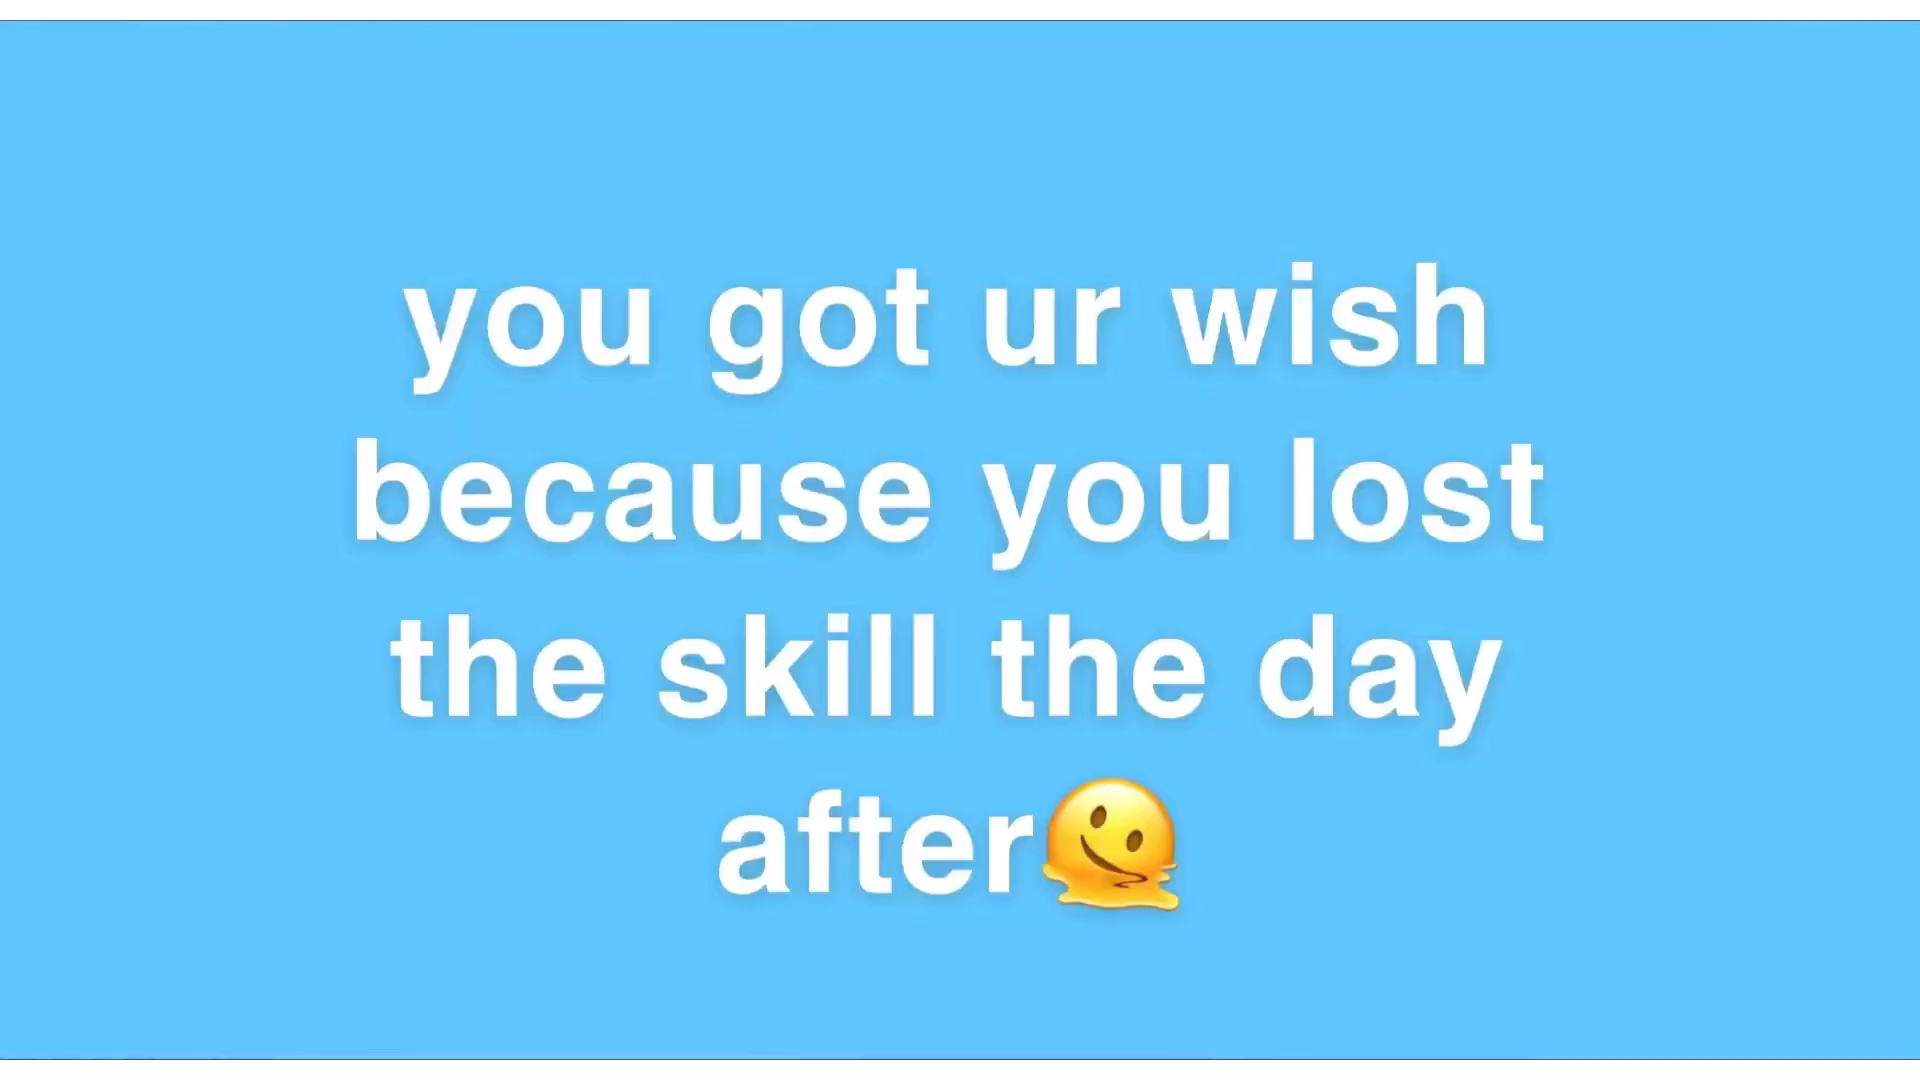 you got ur wish
because you lost
the skill the day
after🫠